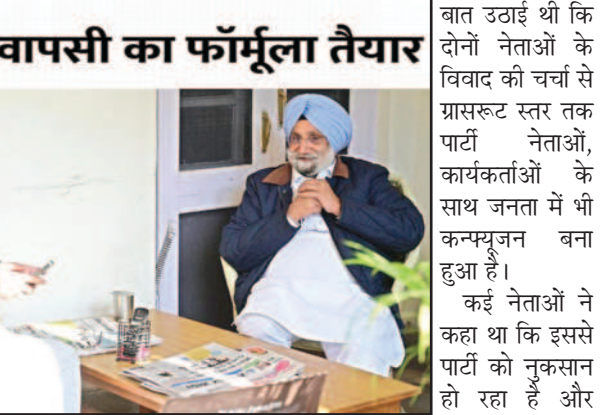 वापसी का फॉर्मूला तैयार
बात उठाई थी कि
दोनों नेताओं के
विवाद की चर्चा से
ग्रासरूट स्तर तक
पार्टी नेताओं,
कार्यकर्ताओं के
साथ जनता में भी
कन्फ्यूजन बना
हुआ है।
कई नेताओं ने
कहा था कि इससे
पार्टी को नुकसान
हो रहा है और